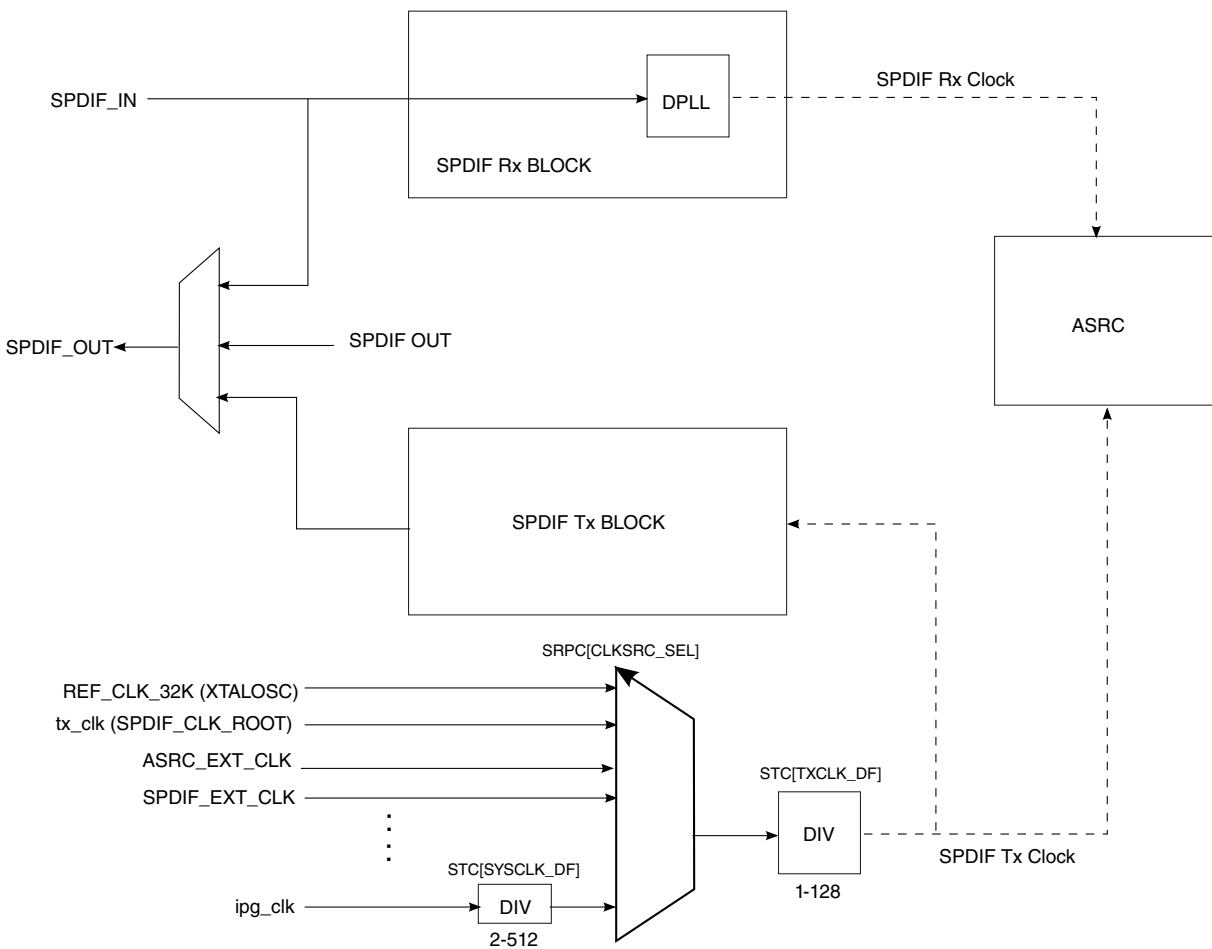 SPDIF_IN
DPLL
SPDIF Rx Clock
SPDIF Rx BLOCK
ASRC
SPDIF_OUT
SPDIF OUT
SPDIF Tx BLOCK
SRPC[CLKSRC_SEL]
REF_CLK_32K (XTALOSC)
tx_clk (SPDIF_CLK_ROOT)
ASRC_EXT_CLK
SPDIF_EXT_CLK
STC[TXCLK_DF]
DIV
1-128
SPDIF Tx Clock
STC[SYSCLK_DF]
ipg_clk
DIV
2-512